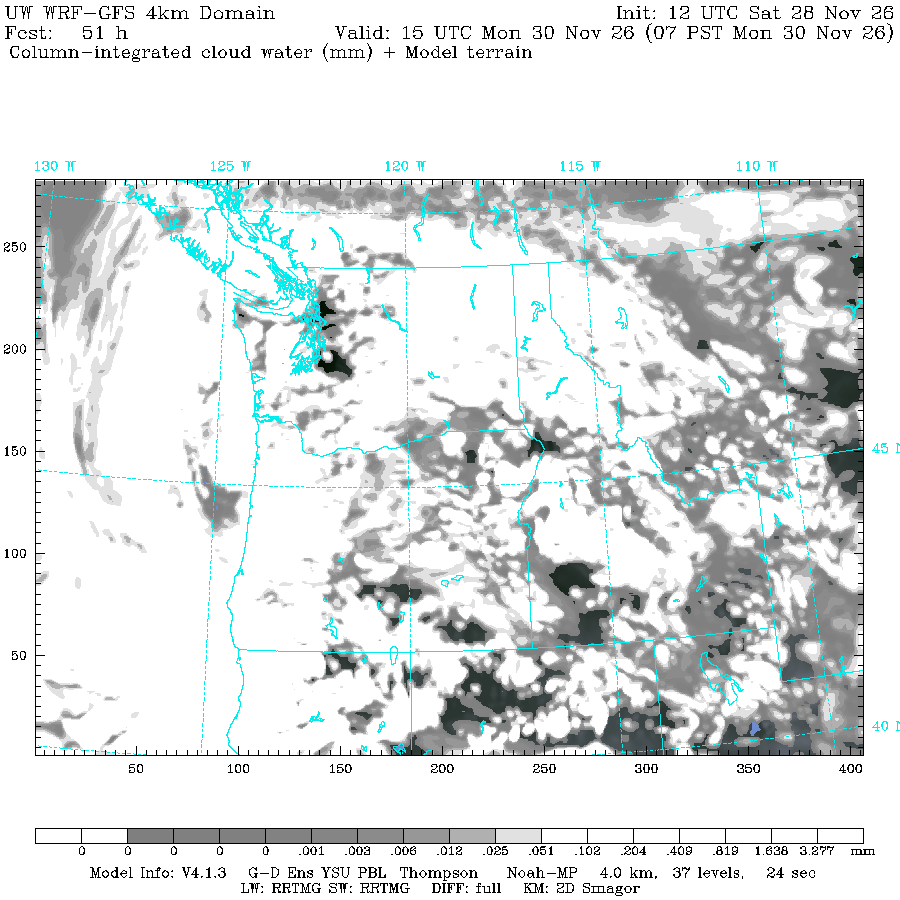 UW WRF-GFS 4km Domain Init: 12 UTC Sat 28 Nov 26
Fcst: 51 h Valid: 15 UTC Mon 30 Nov 26 (07 PST Mon 30 Nov 26)
Column-integrated cloud water (mm) + Model terrain
130 W 125 W 120 W 115 W 110 W
250
200
150
45 N
100
50
40 N
50 100 150 200 250 300 350 400
0 0 0 0 0 .001 .003 .006 .012 .025 .051 .102 .204 .409 .819 1.638 3.277 mm
Model Info: V4.1.3 G-D Ens YSU PBL Thompson Noah-MP 4.0 km, 37 levels, 24 sec
LW: RRTMG SW: RRTMG DIFF: full KM: 2D Smagor